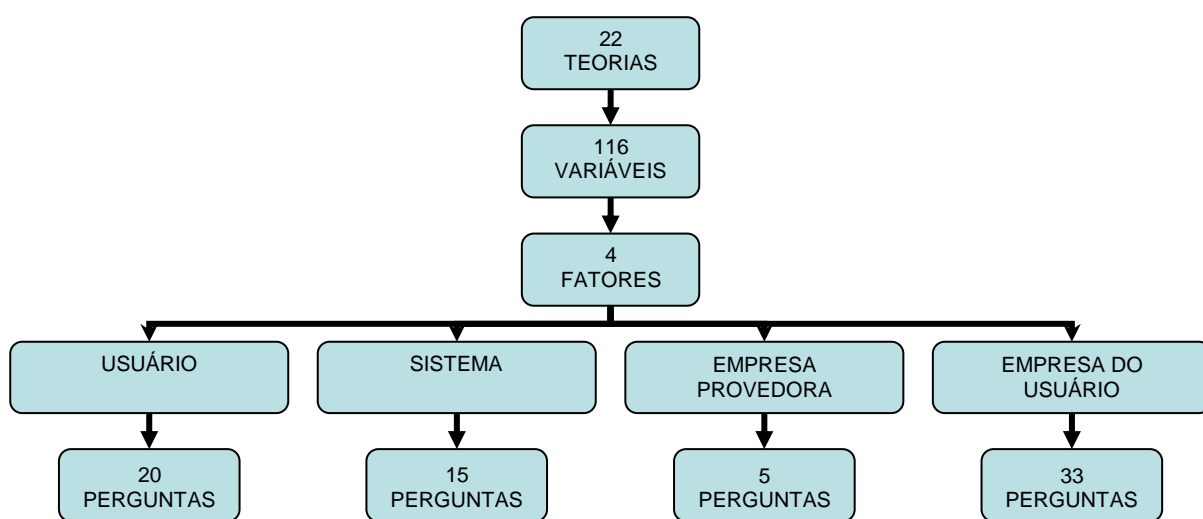 22
TEORIAS
116
VARIÁVEIS
4
FATORES
USUÁRIO
SISTEMA
EMPRESA
PROVEDORA
EMPRESA DO
USUÁRIO
20
PERGUNTAS
15
PERGUNTAS
5
PERGUNTAS
33
PERGUNTAS